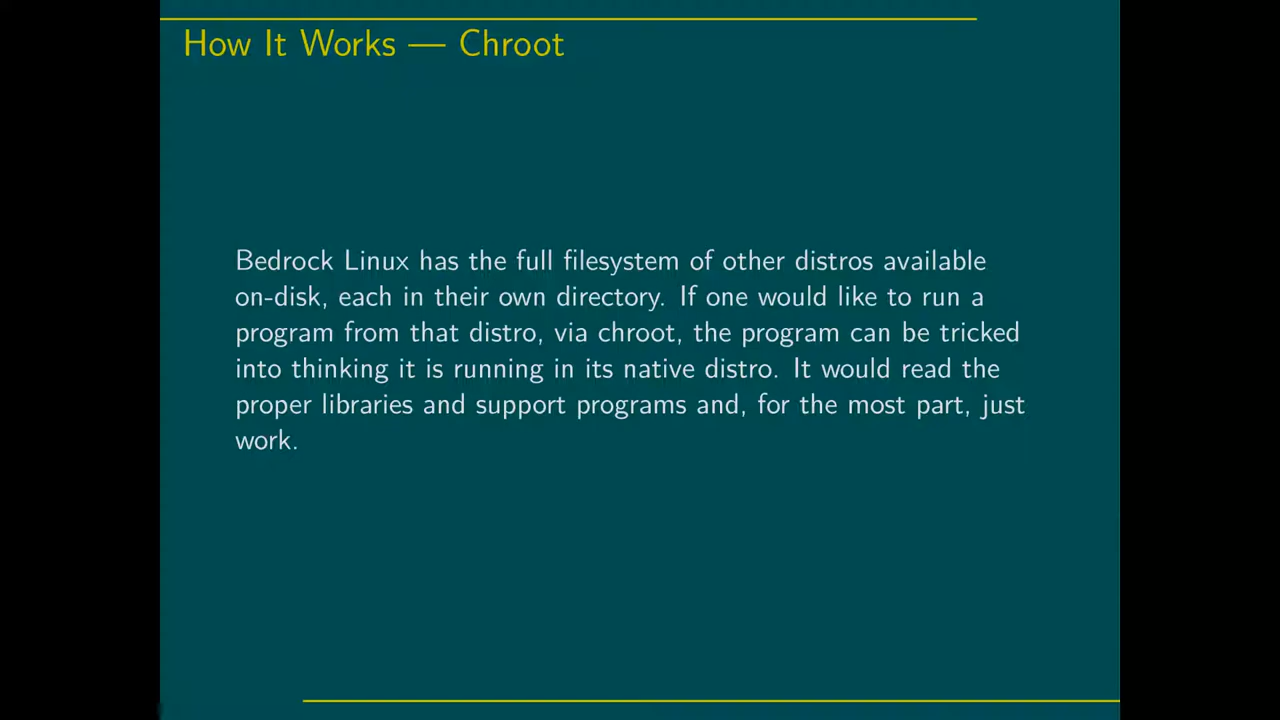 How It Works — Chroot
Bedrock Linux has the full filesystem of other distros available
on-disk, each in their own directory. If one would like to run a
program from that distro, via chroot, the program can be tricked
into thinking it is running in its native distro. It would read the
proper libraries and support programs and, for the most part, just
work.